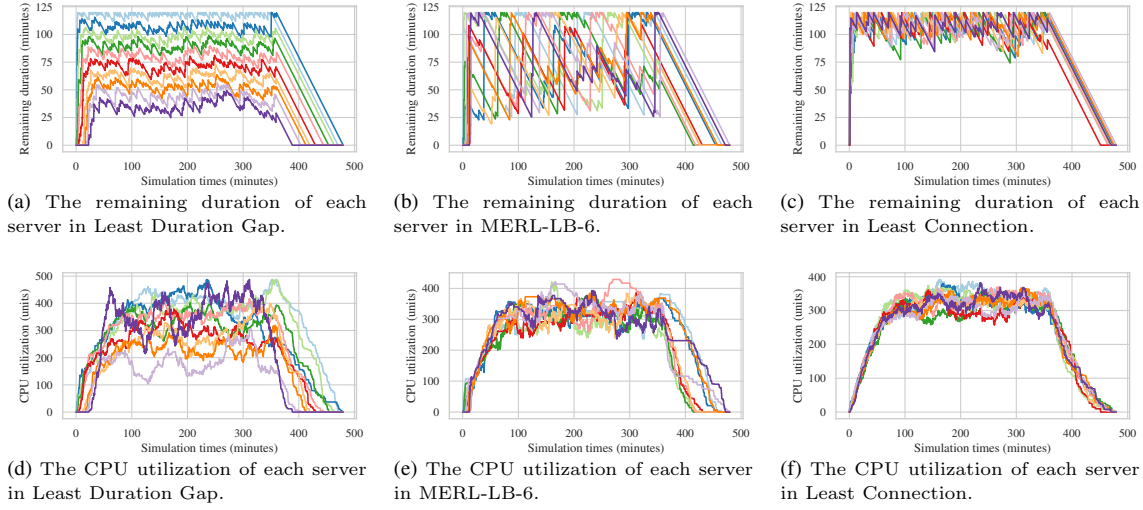 125
100
75
50
25
0
Remaining duration (minutes)
0 100 200 300 400 500
Simulation times (minutes)
(a) The remaining duration of each
server in Least Duration Gap.
125
100
75
50
25
0
Remaining duration (minutes)
0 100 200 300 400 500
Simulation times (minutes)
(b) The remaining duration of each
server in MERL-LB-6.
125
100
75
50
25
0
Remaining duration (minutes)
0 100 200 300 400 500
Simulation times (minutes)
(c) The remaining duration of each
server in Least Connection.
500
400
300
200
100
0
CPU utilization (units)
0 100 200 300 400 500
Simulation times (minutes)
(d) The CPU utilization of each server
in Least Duration Gap.
400
300
200
100
0
CPU utilization (units)
0 100 200 300 400 500
Simulation times (minutes)
(e) The CPU utilization of each server
in MERL-LB-6.
400
300
200
100
0
CPU utilization (units)
0 100 200 300 400 500
Simulation times (minutes)
(f) The CPU utilization of each server
in Least Connection.